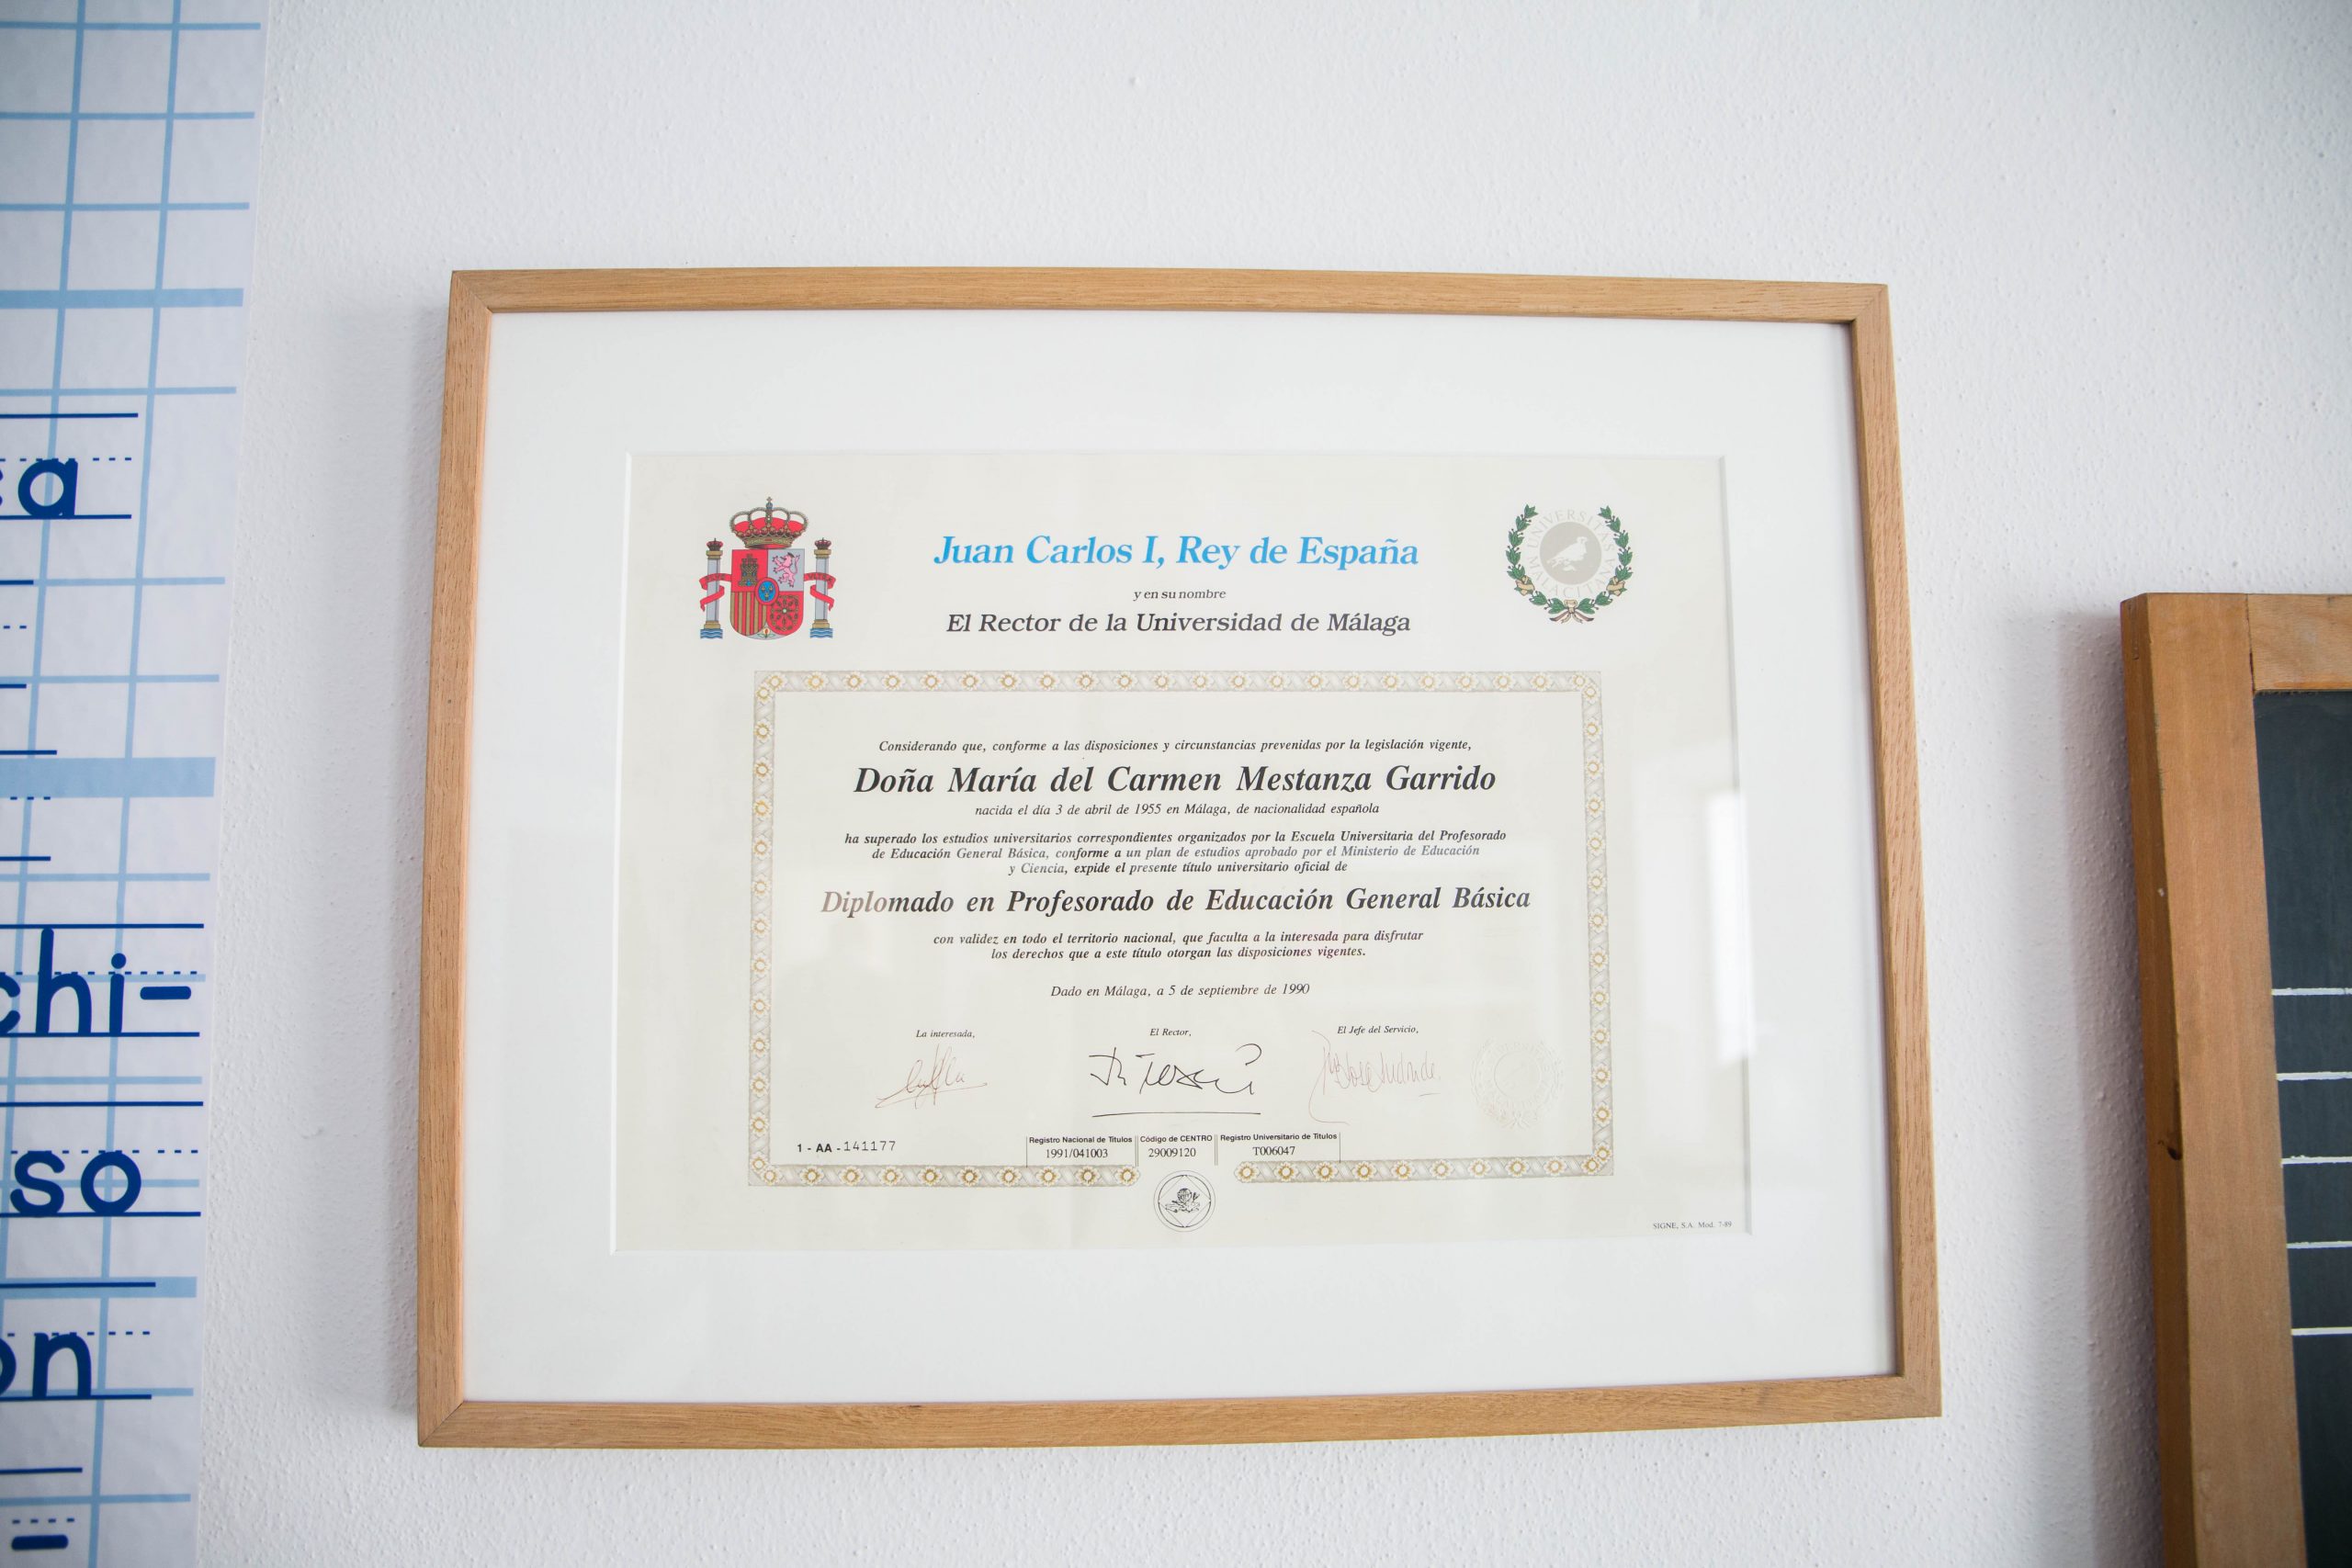 Juan Carlos I, Rey de España
y en su nombre
El Rector de la Universidad de Málaga
UNIVERSITAS MALACITANA
Considerando que, conforme a las disposiciones y circunstancias prevenidas por la legislación vigente,
Doña María del Carmen Mestanza Garrido
nacida el día 3 de abril de 1955 en Málaga, de nacionalidad española
ha superado los estudios universitarios correspondientes organizados por la Escuela Universitaria del Profesorado
de Educación General Básica, conforme a un plan de estudios aprobado por el Ministerio de Educación
y Ciencia, expide el presente título universitario oficial de
Diplomado en Profesorado de Educación General Básica
con validez en todo el territorio nacional, que faculta a la interesada para disfrutar
los derechos que a este título otorgan las disposiciones vigentes.
Dado en Málaga, a 5 de septiembre de 1990
La interesada,
El Rector,
El Jefe del Servicio,
1 - AA - 141177
Registro Nacional de Títulos
1991/041003
Código de CENTRO
29009120
Registro Universitario de Títulos
T006047
SIGNE, S.A. Mod. 7-89
a
chi-
so
on